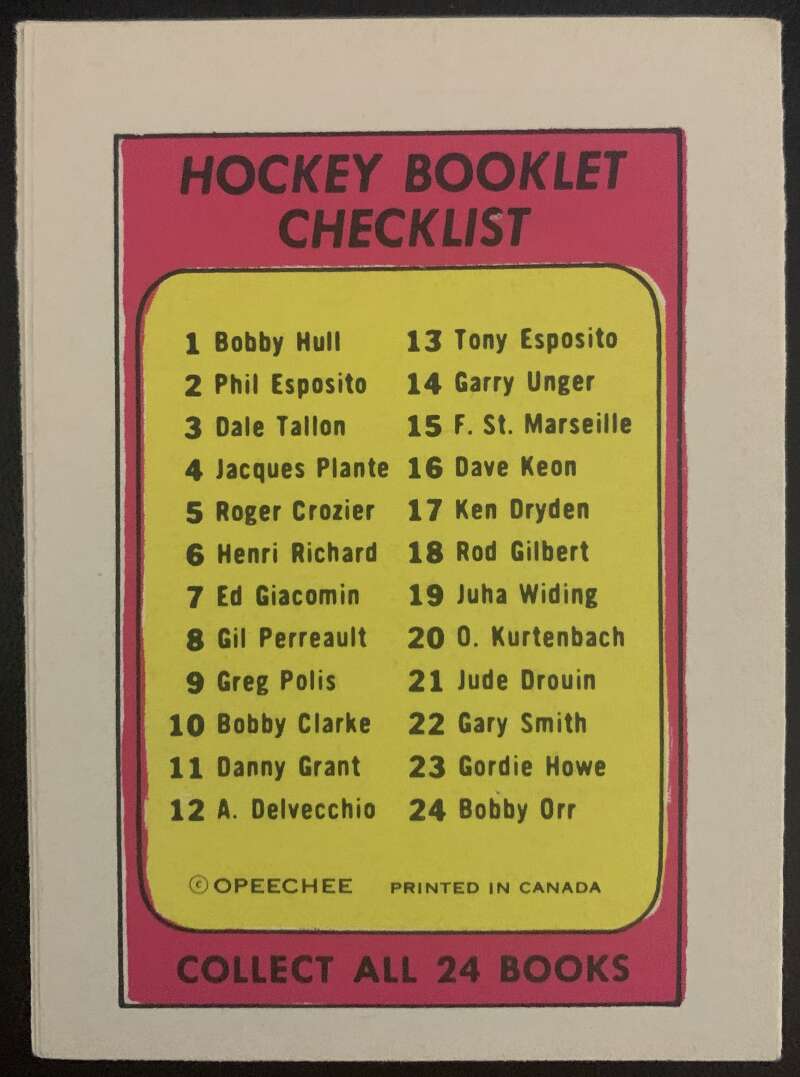 HOCKEY BOOKLET
CHECKLIST
1 Bobby Hull
2 Phil Esposito
3 Dale Tallon
4 Jacques Plante
5 Roger Crozier
6 Henri Richard
7 Ed Giacomin
8 Gil Perreault
9 Greg Polis
10 Bobby Clarke
11 Danny Grant
12 A. Delvecchio
13 Tony Esposito
14 Garry Unger
15 F. St. Marseille
16 Dave Keon
17 Ken Dryden
18 Rod Gilbert
19 Juha Widing
20 O. Kurtenbach
21 Jude Drouin
22 Gary Smith
23 Gordie Howe
24 Bobby Orr
© OPEECHEE PRINTED IN CANADA
COLLECT ALL 24 BOOKS